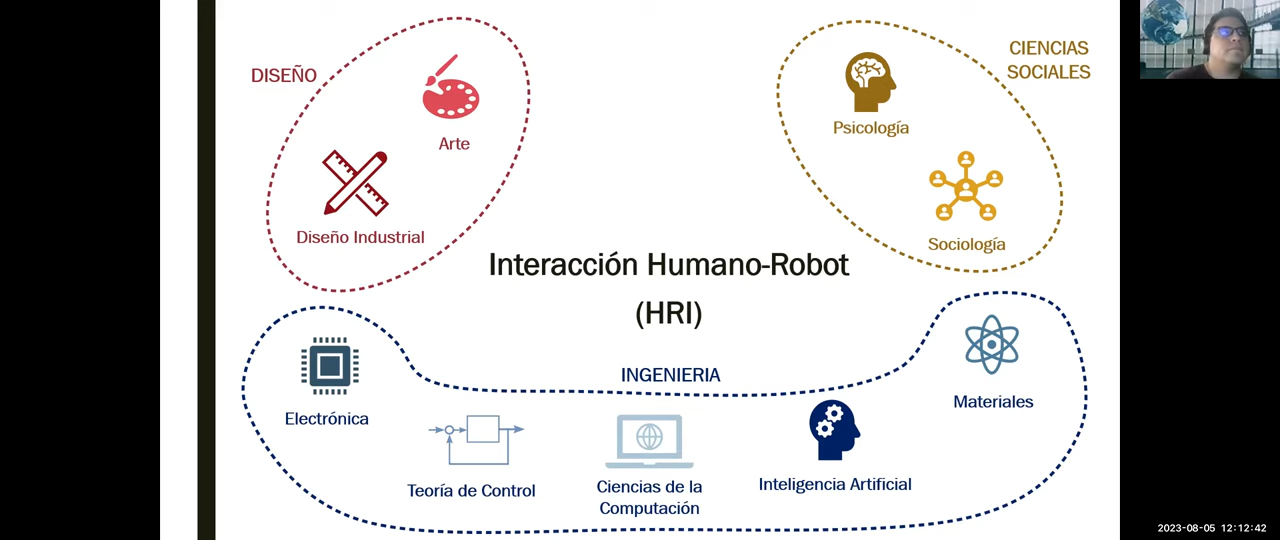 DISEÑO
Arte
Diseño Industrial
CIENCIAS
SOCIALES
Psicología
Sociología
Interacción Humano-Robot
(HRI)
INGENIERIA
Electrónica
Teoría de Control
Ciencias de la
Computación
Inteligencia Artificial
Materiales
2023-08-05 12:12:42